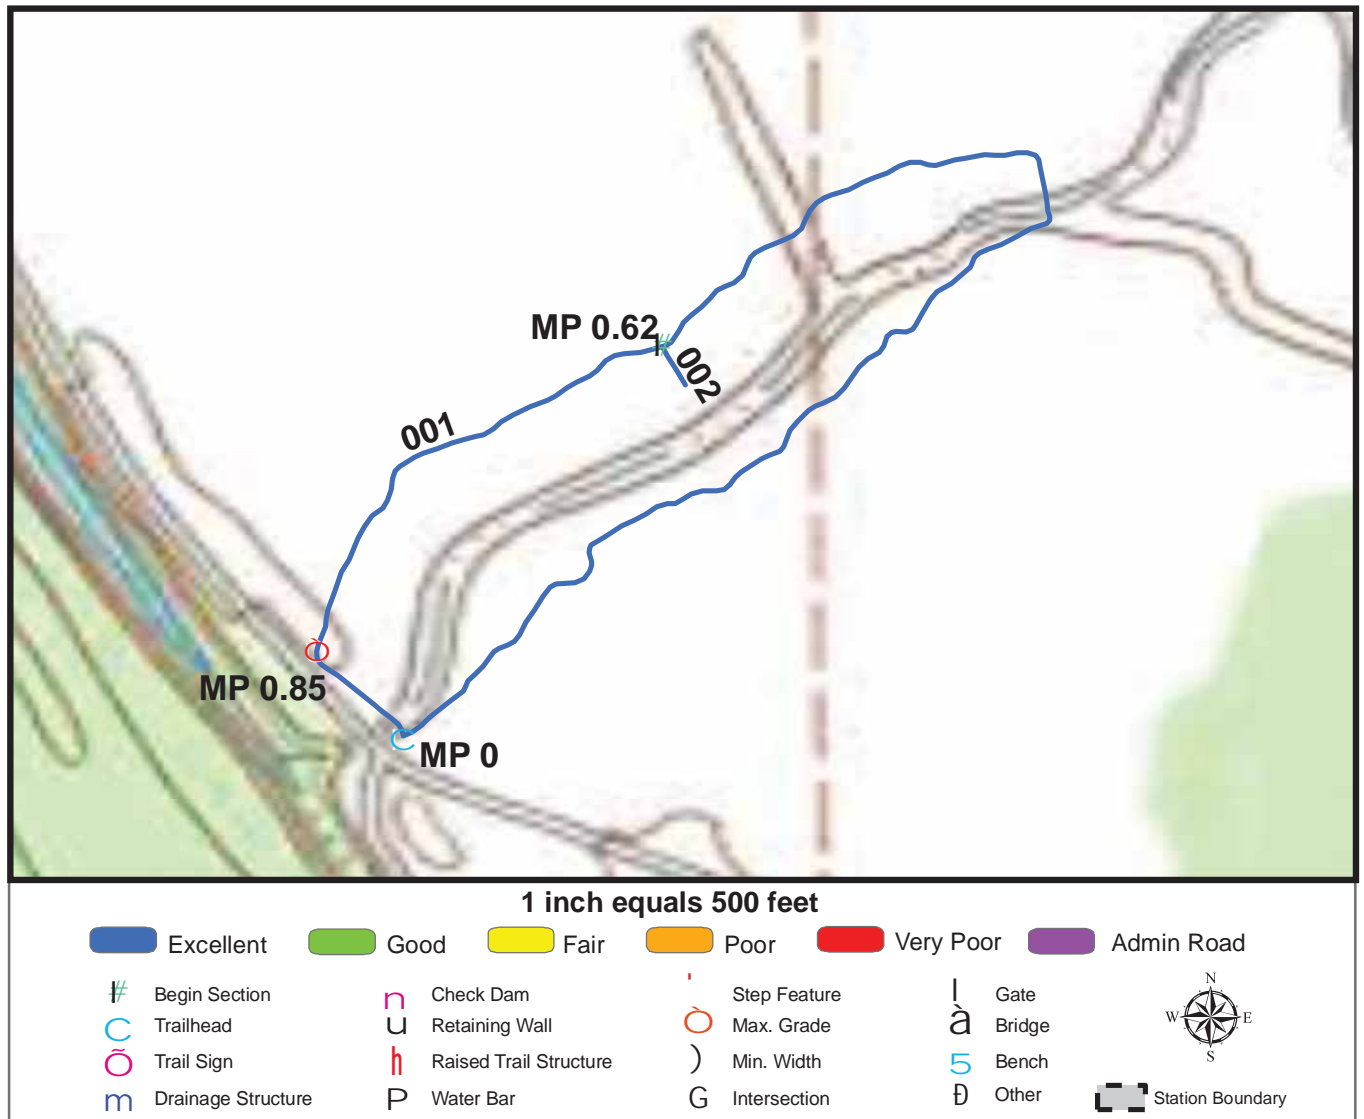 MP 0.62
002
001
MP 0.85
MP 0
1 inch equals 500 feet
Excellent Good Fair Poor Very Poor Admin Road
# Begin Section n Check Dam ' Step Feature l Gate
C Trailhead u Retaining Wall Ò Max. Grade à Bridge
Õ Trail Sign h Raised Trail Structure ) Min. Width 5 Bench
m Drainage Structure P Water Bar G Intersection Ð Other Station Boundary
N
W E
S